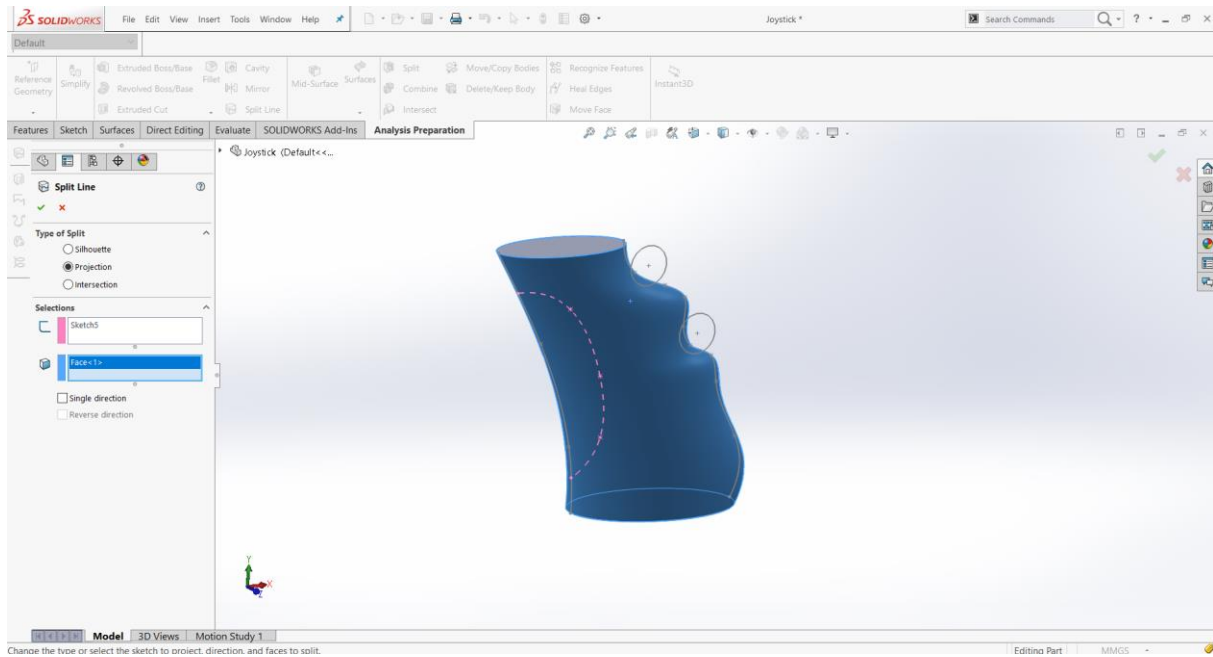 SOLIDWORKS File Edit View Insert Tools Window Help Joystick * Search Commands
Default
Reference Geometry Simplify Extruded Boss/Base Fillet Cavity Mid-Surface Surfaces Split Move/Copy Bodies Recognize Features Instant3D
Revolved Boss/Base Mirror Combine Delete/Keep Body Heal Edges
Extruded Cut Split Line Intersect Move Face
Features Sketch Surfaces Direct Editing Evaluate SOLIDWORKS Add-Ins Analysis Preparation
Joystick (Default<<...
Split Line
Type of Split
Silhouette
Projection
Intersection
Selections
Sketch5
Face<1>
Single direction
Reverse direction
Y
X
Z
Model 3D Views Motion Study 1
Change the type or select the sketch to project, direction, and faces to split. Editing Part MMGS -